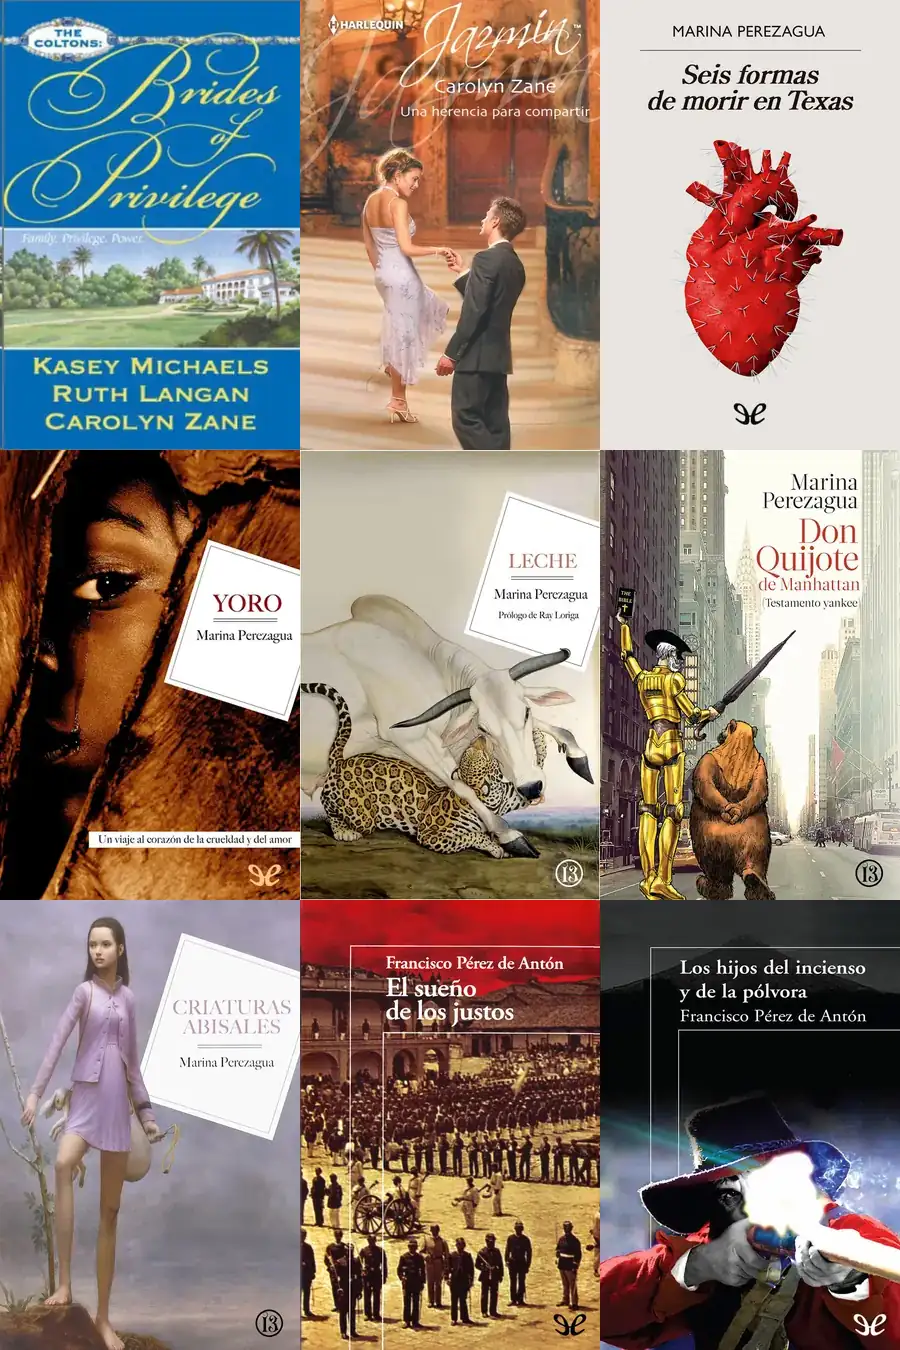 THE
COLTONS:
Brides
of
Privilege
Family. Privilege. Power.
KASEY MICHAELS
RUTH LANGAN
CAROLYN ZANE
HARLEQUIN™
Jazmín™
Carolyn Zane
Una herencia para compartir
MARINA PEREZAGUA
Seis formas
de morir en Texas
YORO
Marina Perezagua
Un viaje al corazón de la crueldad y del amor
LECHE
Marina Perezagua
Prólogo de Ray Loriga
13
Marina
Perezagua
Don
Quijote
de Manhattan
(Testamento yankee)
THE
BIBLE
13
CRIATURAS
ABISALES
Marina Perezagua
13
Francisco Pérez de Antón
El sueño
de los justos
Los hijos del incienso
y de la pólvora
Francisco Pérez de Antón